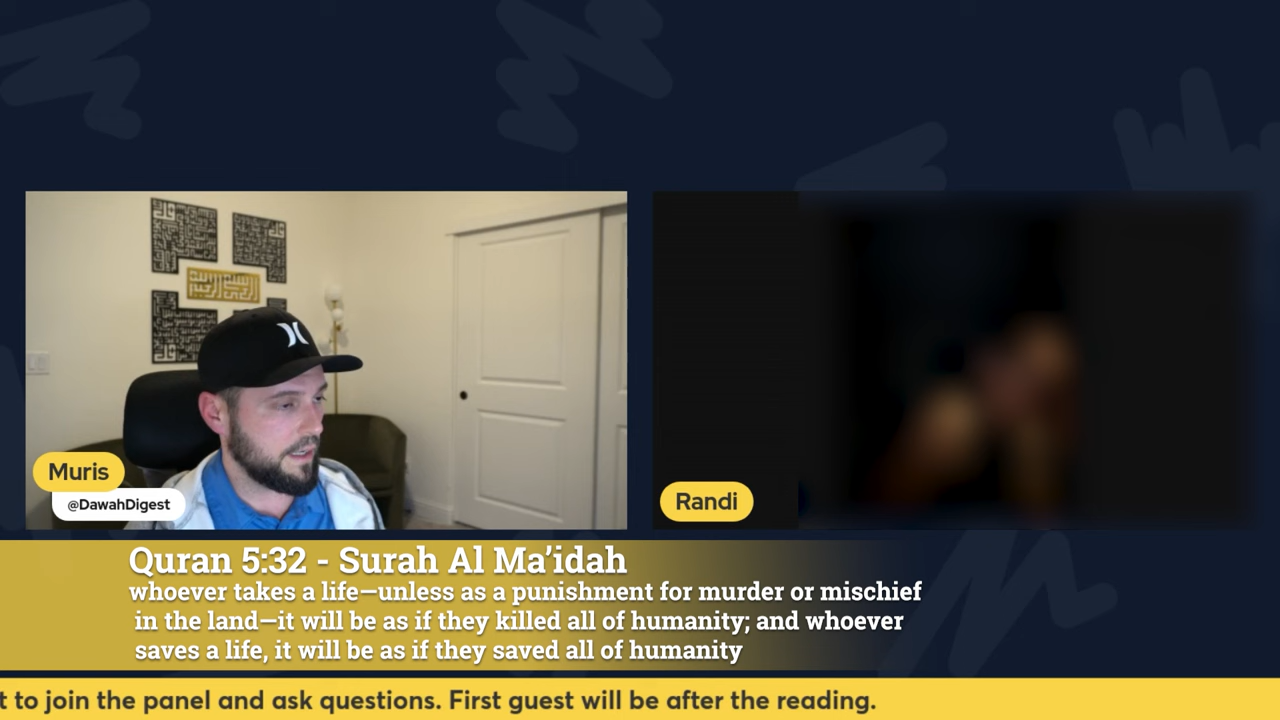 Muris
@DawahDigest
Randi
Quran 5:32 - Surah Al Ma’idah
whoever takes a life—unless as a punishment for murder or mischief
in the land—it will be as if they killed all of humanity; and whoever
saves a life, it will be as if they saved all of humanity
t to join the panel and ask questions. First guest will be after the reading.